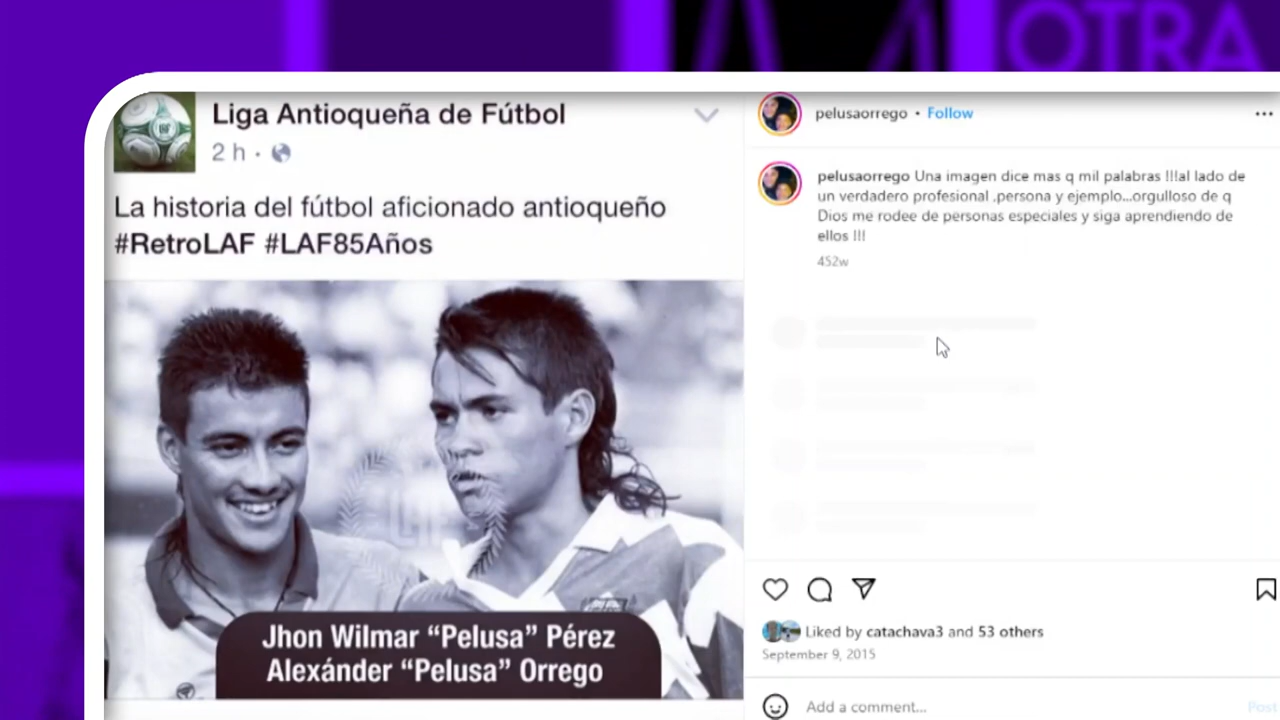 OTRA
Liga Antioqueña de Fútbol
2 h ·
La historia del fútbol aficionado antioqueño
#RetroLAF #LAF85Años
Jhon Wilmar “Pelusa” Pérez
Alexánder “Pelusa” Orrego
pelusaorrego • Follow
pelusaorrego Una imagen dice mas q mil palabras !!!al lado de
un verdadero profesional ,persona y ejemplo...orgulloso de q
Dios me rodee de personas especiales y siga aprendiendo de
ellos !!!
452w
Liked by catachava3 and 53 others
September 9, 2015
Add a comment...
Post